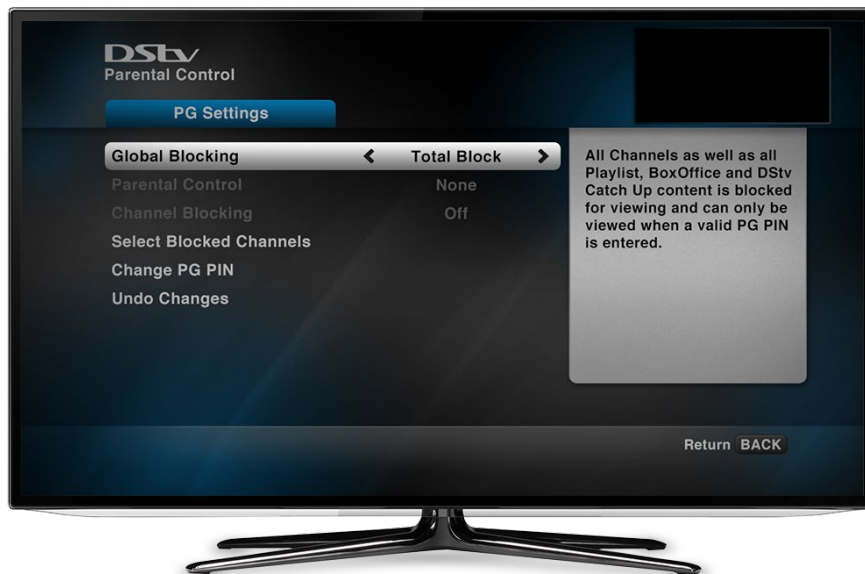 DStv
Parental Control
PG Settings
Global Blocking < Total Block >
Parental Control None
Channel Blocking Off
Select Blocked Channels
Change PG PIN
Undo Changes
All Channels as well as all
Playlist, BoxOffice and DStv
Catch Up content is blocked
for viewing and can only be
viewed when a valid PG PIN
is entered.
Return BACK